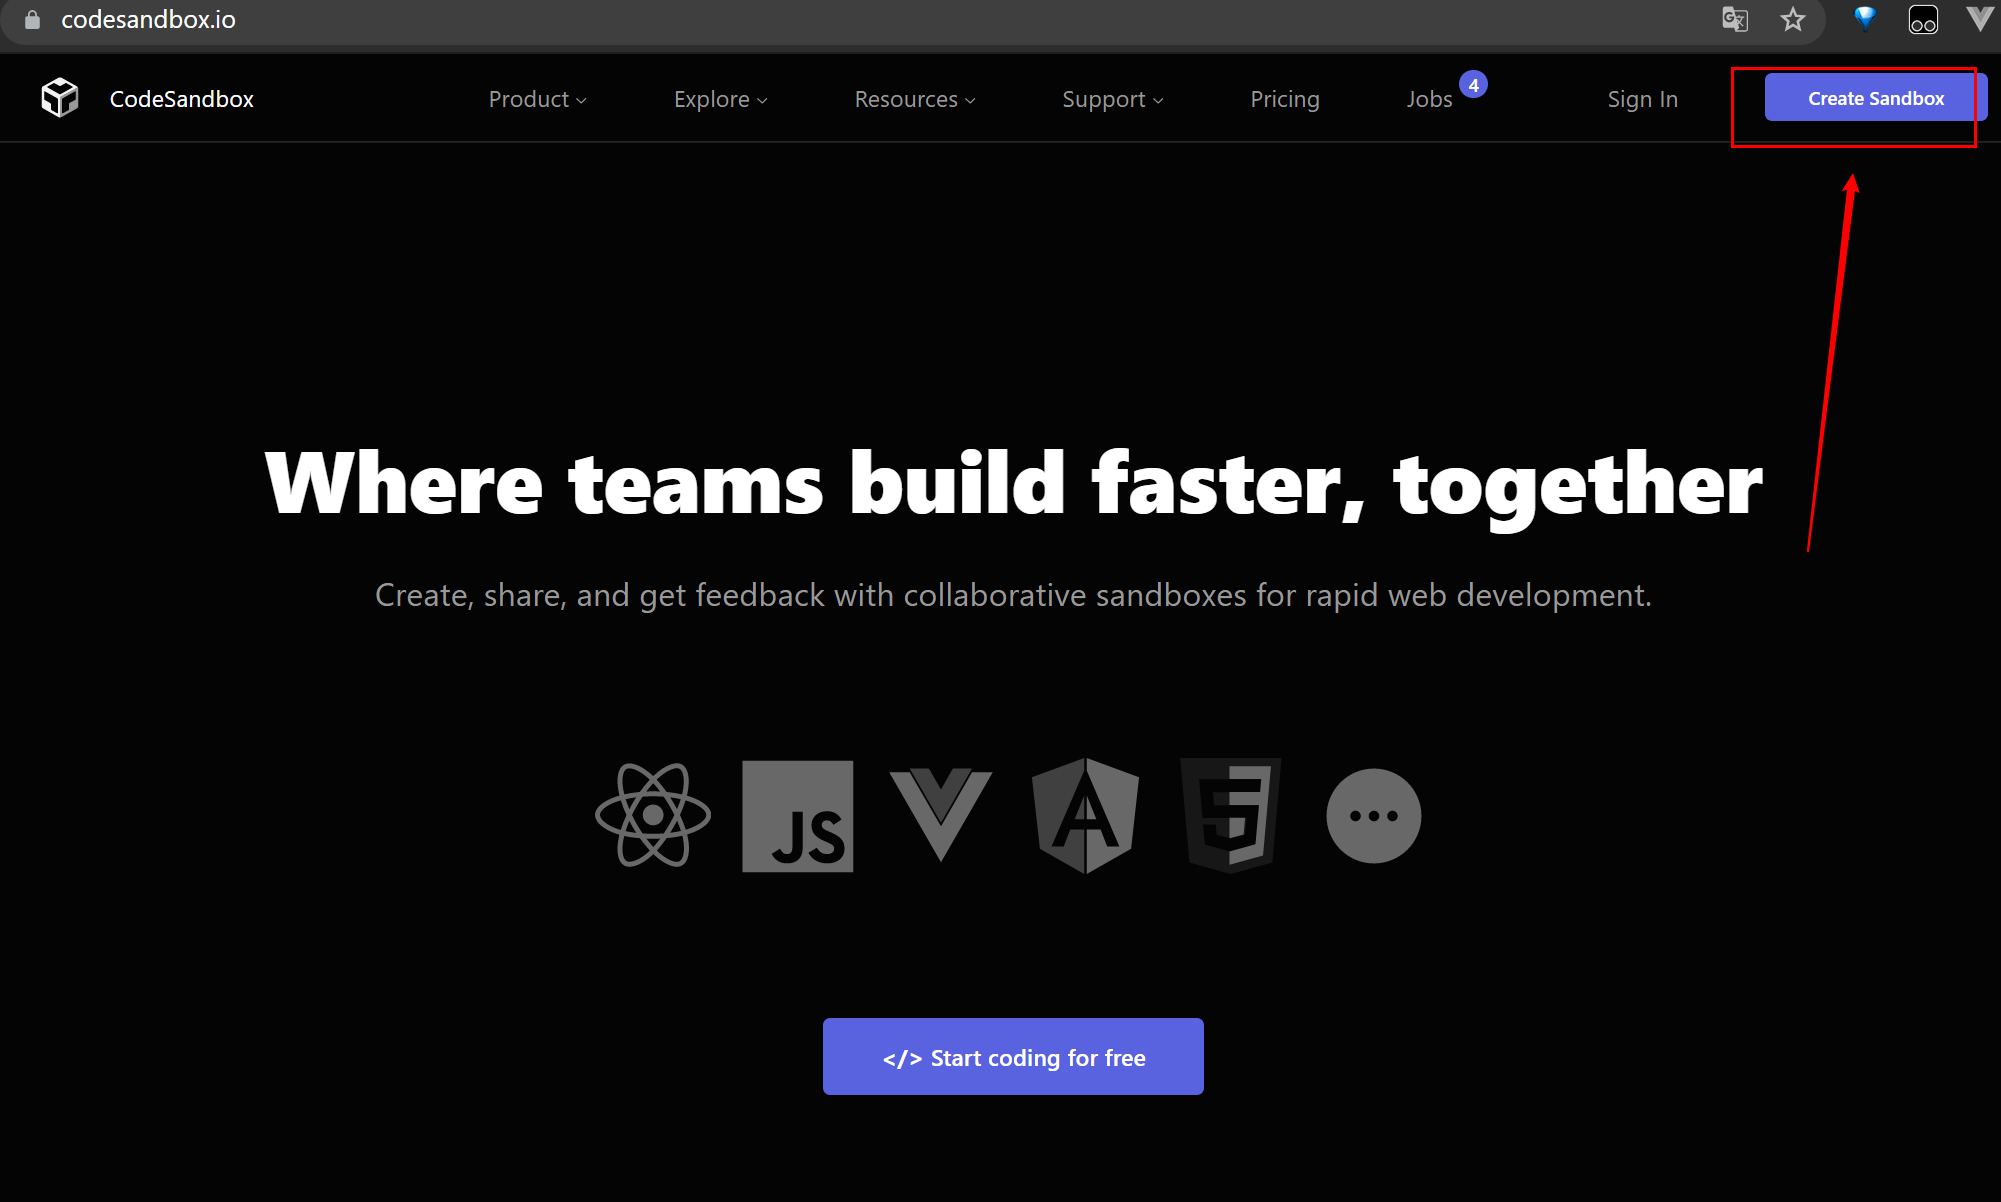 codesandbox.io
CodeSandbox
Product
Explore
Resources
Support
Pricing
Jobs
4
Sign In
Create Sandbox
Where teams build faster, together
Create, share, and get feedback with collaborative sandboxes for rapid web development.
JS
</> Start coding for free